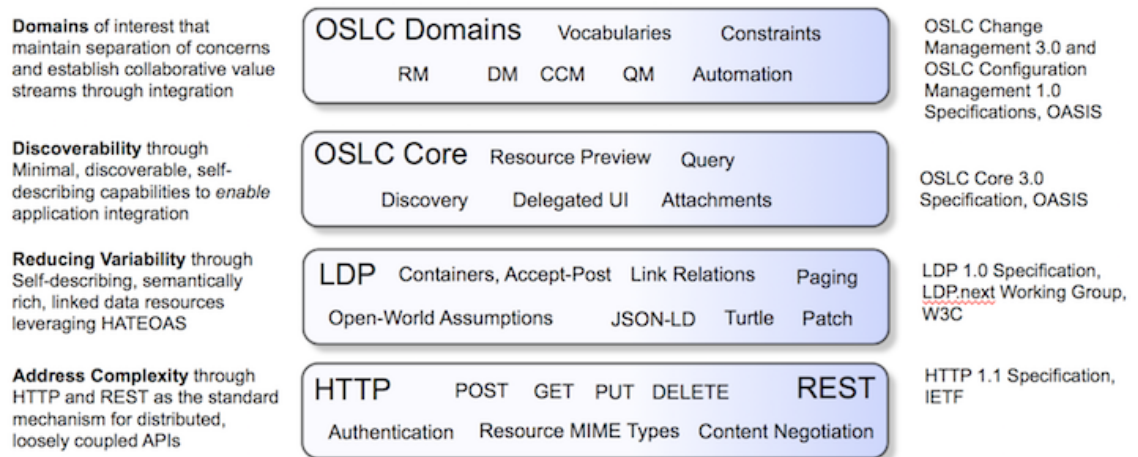 Domains of interest that
maintain separation of concerns
and establish collaborative value
streams through integration
OSLC Domains Vocabularies Constraints
RM DM CCM QM Automation
OSLC Change
Management 3.0 and
OSLC Configuration
Management 1.0
Specifications, OASIS
Discoverability through
Minimal, discoverable, self-
describing capabilities to enable
application integration
OSLC Core Resource Preview Query
Discovery Delegated UI Attachments
OSLC Core 3.0
Specification, OASIS
Reducing Variability through
Self-describing, semantically
rich, linked data resources
leveraging HATEOAS
LDP Containers, Accept-Post Link Relations Paging
Open-World Assumptions JSON-LD Turtle Patch
LDP 1.0 Specification,
LDP.next Working Group,
W3C
Address Complexity through
HTTP and REST as the standard
mechanism for distributed,
loosely coupled APIs
HTTP POST GET PUT DELETE REST
Authentication Resource MIME Types Content Negotiation
HTTP 1.1 Specification,
IETF